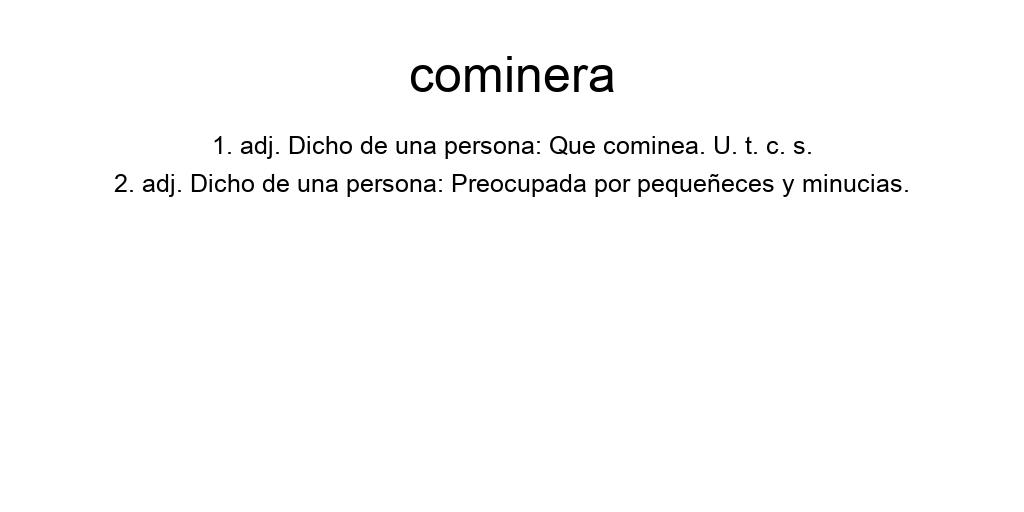 cominera
1. adj. Dicho de una persona: Que cominea. U. t. c. s.
2. adj. Dicho de una persona: Preocupada por pequeñeces y minucias.